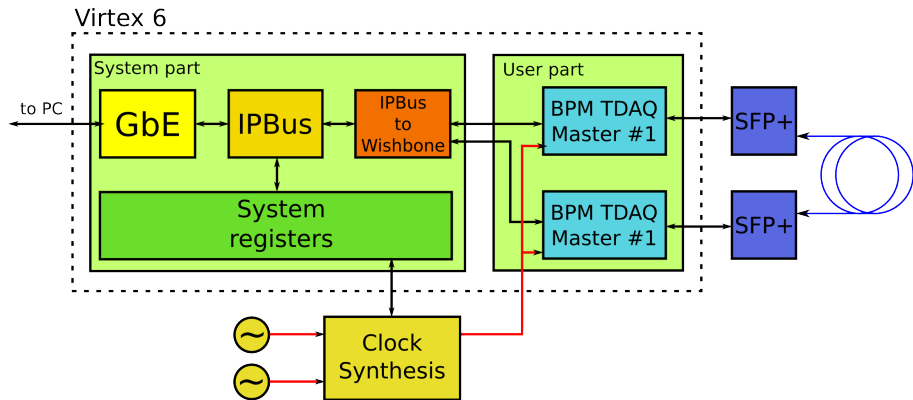 Virtex 6
System part
User part
to PC
GbE
IPBus
IPBus
to
Wishbone
BPM TDAQ
Master #1
SFP+
System
registers
BPM TDAQ
Master #1
SFP+
Clock
Synthesis
~
~